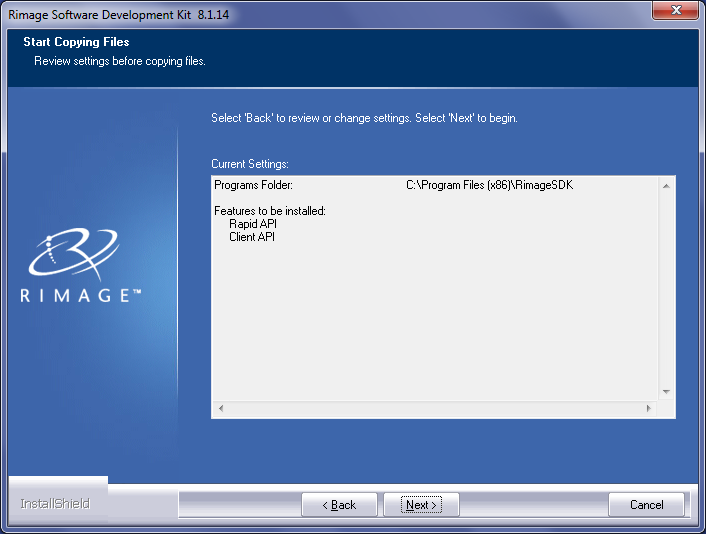 Rimage Software Development Kit 8.1.14
Start Copying Files
Review settings before copying files.
Select 'Back' to review or change settings. Select 'Next' to begin.
Current Settings:
Programs Folder: C:\Program Files (x86)\RimageSDK
Features to be installed:
Rapid API
Client API
RIMAGE™
InstallShield
< Back
Next >
Cancel